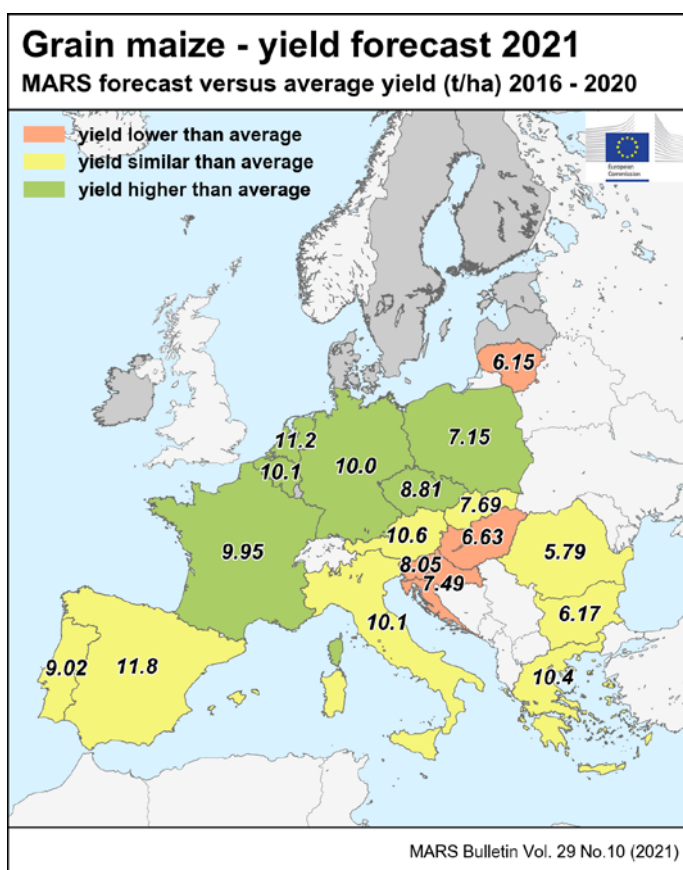 Grain maize - yield forecast 2021
MARS forecast versus average yield (t/ha) 2016 - 2020
yield lower than average
yield similar than average
yield higher than average
European
Commission
6.15
11.2
7.15
10.1
10.0
8.81
7.69
10.6
6.63
9.95
8.05
5.79
7.49
6.17
10.1
9.02
11.8
10.4
MARS Bulletin Vol. 29 No.10 (2021)